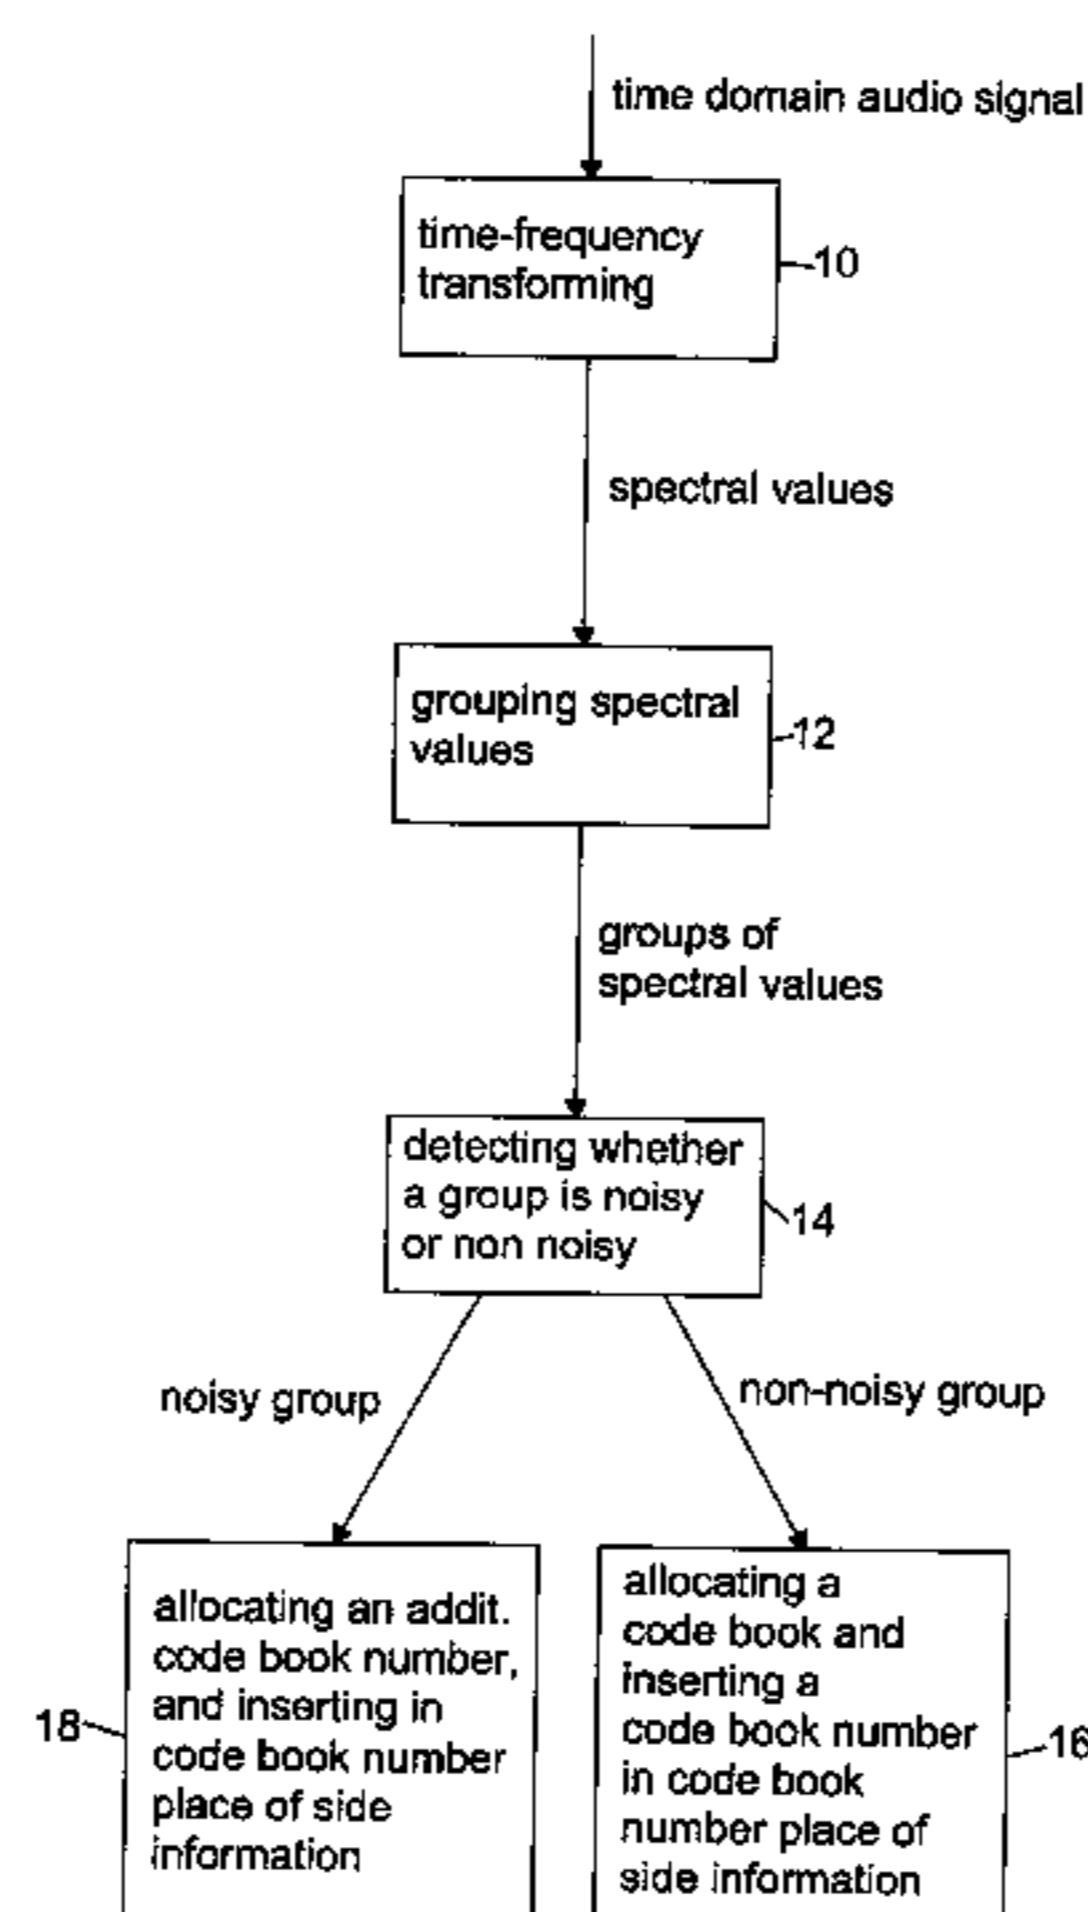 time domain audio signal
time-frequency
transforming
10
spectral values
grouping spectral
values
12
groups of
spectral values
detecting whether
a group is noisy
or non noisy
14
noisy group
non-noisy group
allocating an addit.
code book number,
and inserting in
code book number
place of side
information
18
allocating a
code book and
inserting a
code book number
in code book
number place of
side information
16